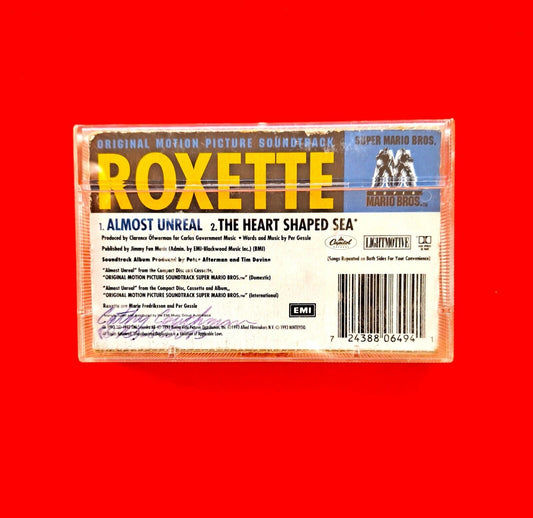 ORIGINAL MOTION PICTURE SOUNDTRACK
ROXETTE
SUPER MARIO BROS.
MARIO BROS.™
1. ALMOST UNREAL 2. THE HEART SHAPED SEA*
Produced by Clarence Öfwerman for Carlos Government Music • Words and Music by Per Gessle
Published by Jimmy Fun Music (Admin. by EMI-Blackwood Music Inc.) (BMI)
Soundtrack Album Produced by Peter Afterman and Tim Devine
"Almost Unreal" from the Compact Disc and Cassette,
"ORIGINAL MOTION PICTURE SOUNDTRACK SUPER MARIO BROS.™" (Domestic)
"Almost Unreal" from the Compact Disc, Cassette and Album,
"ORIGINAL MOTION PICTURE SOUNDTRACK SUPER MARIO BROS.™" (International)
Roxette are Marie Fredriksson and Per Gessle
Capitol
LIGHTMOTIVE
(Songs Repeated on Both Sides For Your Convenience)
EMI
7 24388 06494 1